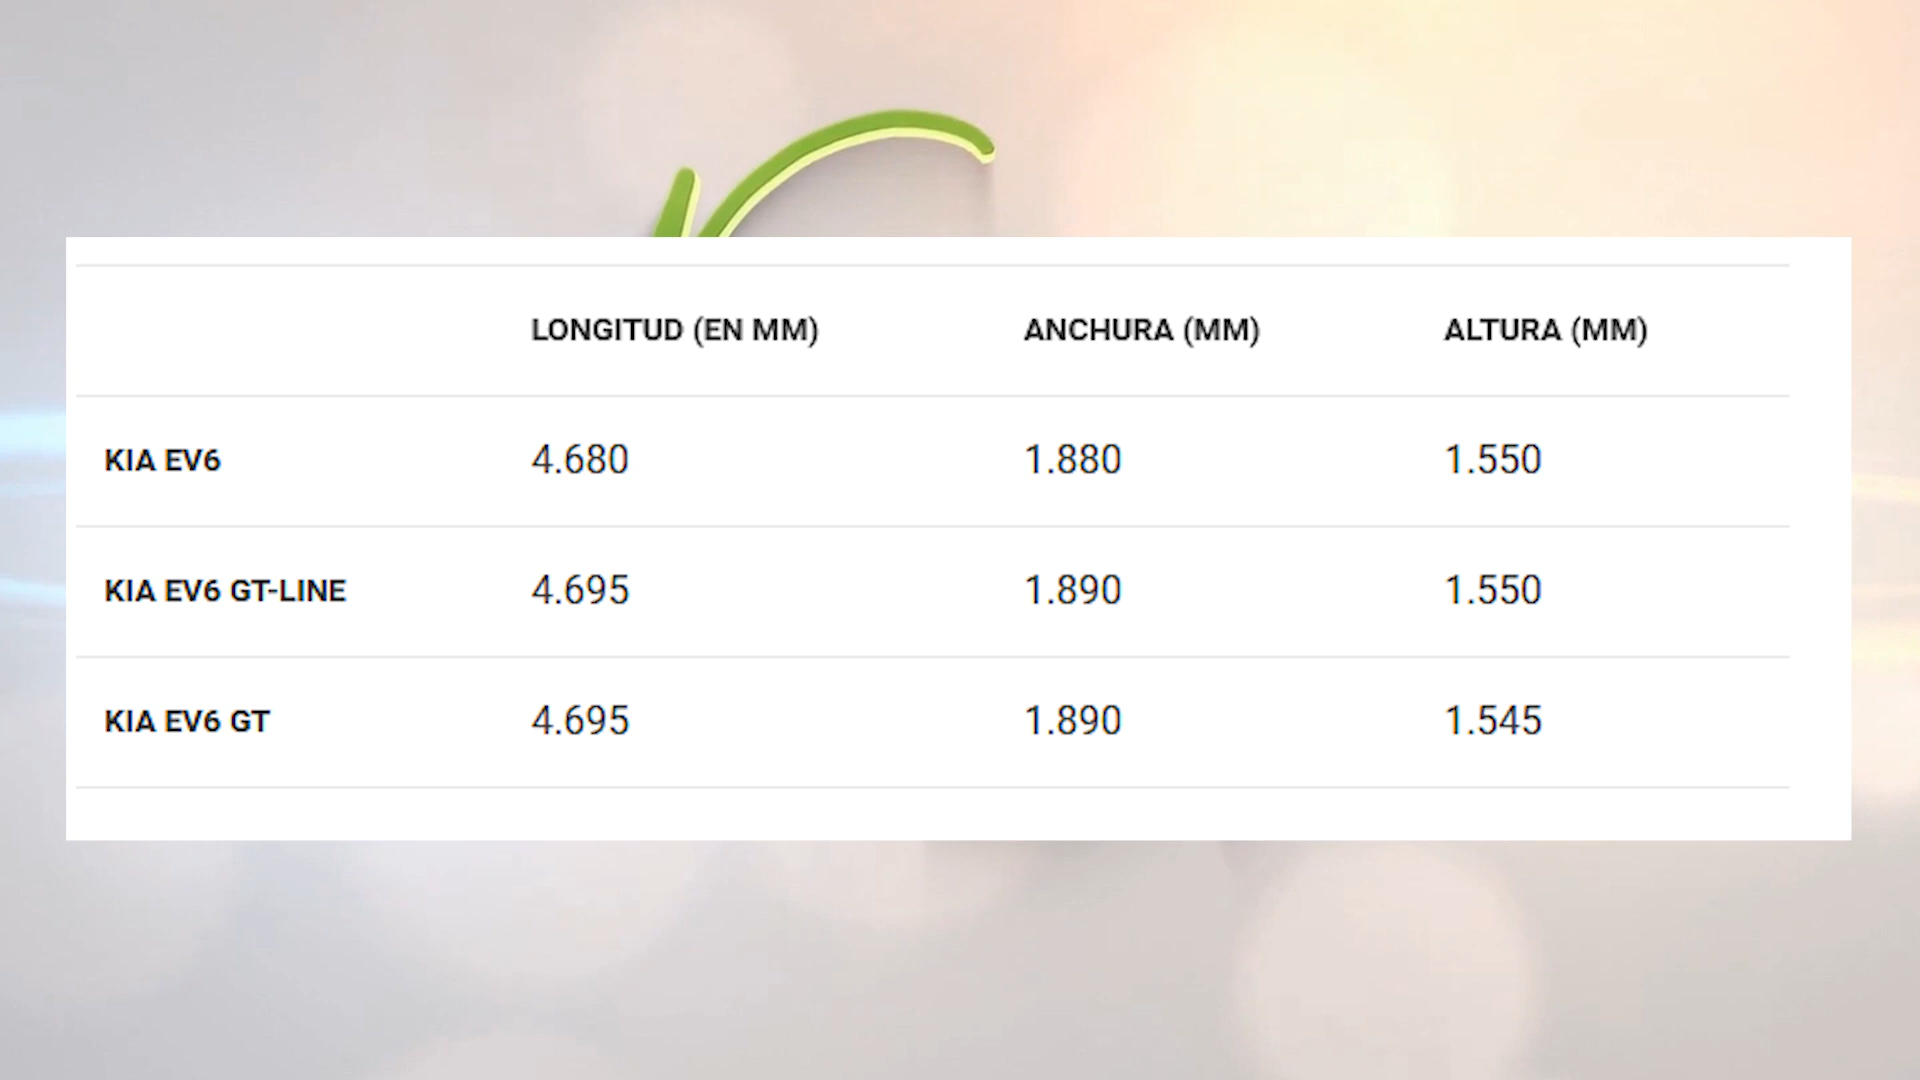 LONGITUD (EN MM) ANCHURA (MM) ALTURA (MM)
KIA EV6 4.680 1.880 1.550
KIA EV6 GT-LINE 4.695 1.890 1.550
KIA EV6 GT 4.695 1.890 1.545